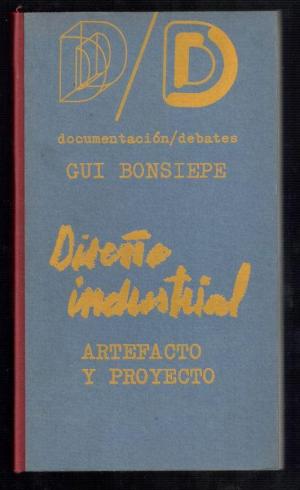 D/D
documentación/debates
GUI BONSIEPE
Diseño
industrial
ARTEFACTO
Y PROYECTO